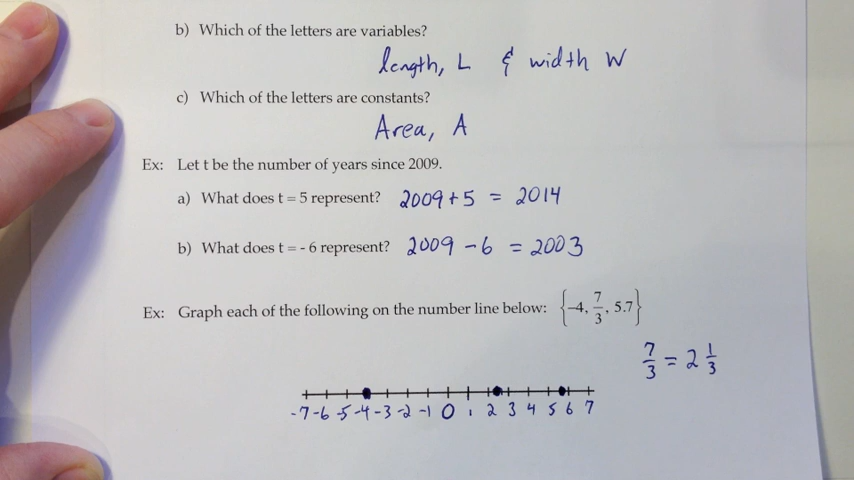 b) Which of the letters are variables?
length, L & width W
c) Which of the letters are constants?
Area, A
Ex: Let t be the number of years since 2009.
a) What does t = 5 represent? 2009 + 5 = 2014
b) What does t = - 6 represent? 2009 - 6 = 2003
Ex: Graph each of the following on the number line below: {-4, 7/3, 5.7}
7/3 = 2 1/3
-7 -6 -5 -4 -3 -2 -1 0 1 2 3 4 5 6 7